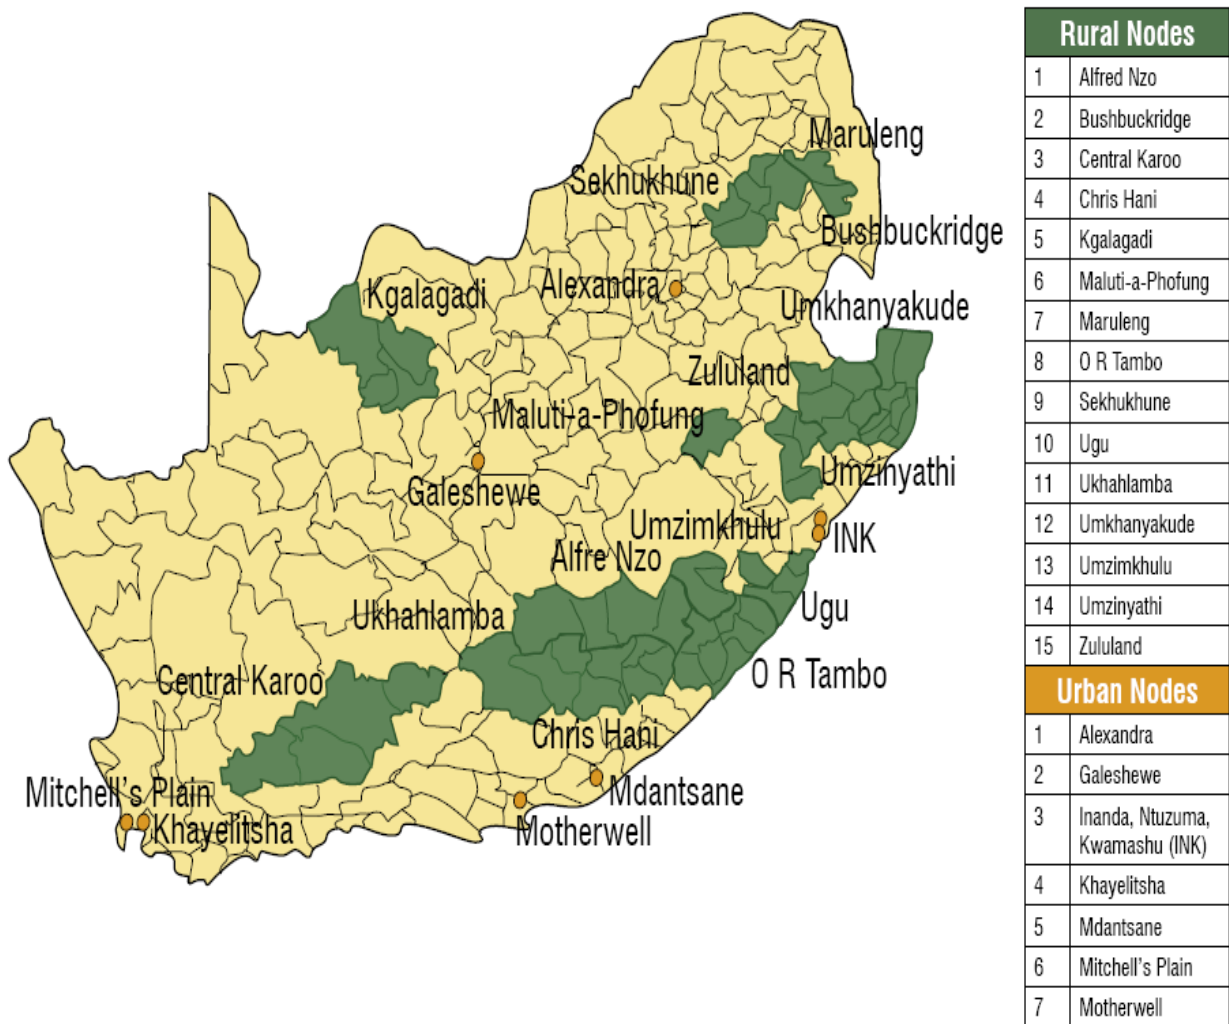 Maruleng
Sekhukhune
Bushbuckridge
Kgalagadi
Alexandra
Umkhanyakude
Zululand
Maluti-a-Phofung
Umzinyathi
Galeshewe
Umzimkhulu
INK
Alfre Nzo
Ukhahlamba
Ugu
Central Karoo
O R Tambo
Chris Hani
Mitchell's Plain
Mdantsane
Khayelitsha
Motherwell
Rural Nodes
1 Alfred Nzo
2 Bushbuckridge
3 Central Karoo
4 Chris Hani
5 Kgalagadi
6 Maluti-a-Phofung
7 Maruleng
8 O R Tambo
9 Sekhukhune
10 Ugu
11 Ukhahlamba
12 Umkhanyakude
13 Umzimkhulu
14 Umzinyathi
15 Zululand
Urban Nodes
1 Alexandra
2 Galeshewe
3 Inanda, Ntuzuma,
Kwamashu (INK)
4 Khayelitsha
5 Mdantsane
6 Mitchell's Plain
7 Motherwell